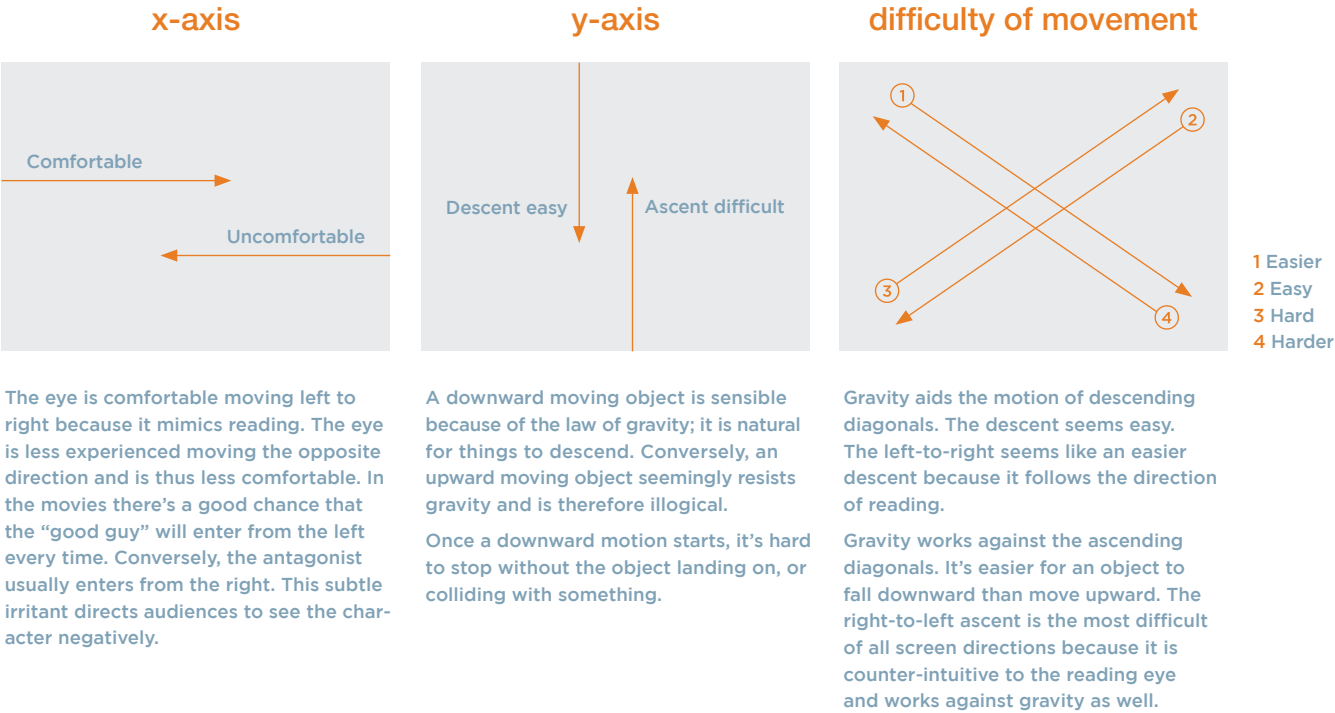 x-axis
Comfortable
Uncomfortable
The eye is comfortable moving left to
right because it mimics reading. The eye
is less experienced moving the opposite
direction and is thus less comfortable. In
the movies there's a good chance that
the “good guy” will enter from the left
every time. Conversely, the antagonist
usually enters from the right. This subtle
irritant directs audiences to see the char-
acter negatively.
y-axis
Descent easy
Ascent difficult
A downward moving object is sensible
because of the law of gravity; it is natural
for things to descend. Conversely, an
upward moving object seemingly resists
gravity and is therefore illogical.
Once a downward motion starts, it's hard
to stop without the object landing on, or
colliding with something.
difficulty of movement
1
2
3
4
1 Easier
2 Easy
3 Hard
4 Harder
Gravity aids the motion of descending
diagonals. The descent seems easy.
The left-to-right seems like an easier
descent because it follows the direction
of reading.
Gravity works against the ascending
diagonals. It's easier for an object to
fall downward than move upward. The
right-to-left ascent is the most difficult
of all screen directions because it is
counter-intuitive to the reading eye
and works against gravity as well.